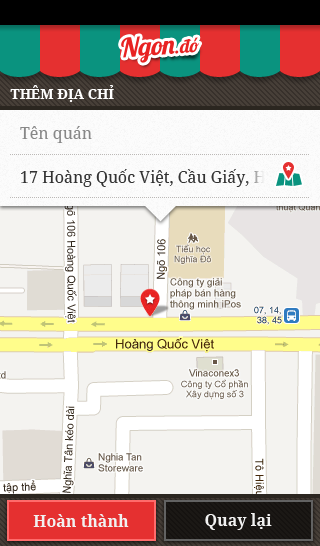 Ngon.đó
THÊM ĐỊA CHỈ
Tên quán
17 Hoàng Quốc Việt, Cầu Giấy, H
thuật Quân
106 Hoàng Quốc Việt
Ngõ 106
Tiểu học
Nghĩa Đô
Công ty giải
pháp bán hàng
thông minh iPos
07, 14,
38, 45
Hoàng Quốc Việt
Vinaconex3
Công ty Cổ phần
Xây dựng số 3
Nghĩa Tân kéo dài
Nghia Tan
Storeware
tập thể
Tô Hiệu
Hoàn thành
Quay lại